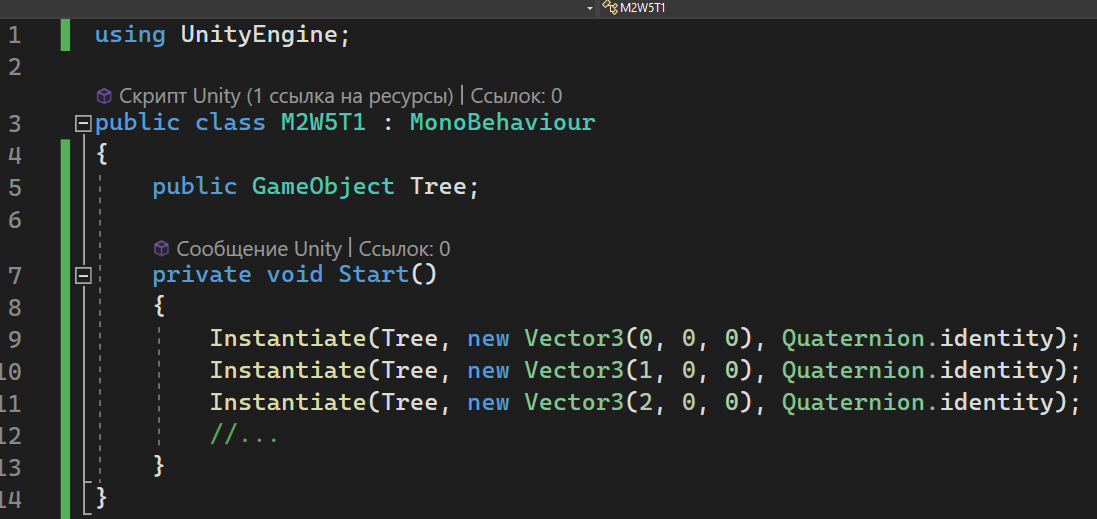 M2W5T1
1 using UnityEngine;
2
Скрипт Unity (1 ссылка на ресурсы) | Ссылок: 0
3 public class M2W5T1 : MonoBehaviour
4 {
5 public GameObject Tree;
6
Сообщение Unity | Ссылок: 0
7 private void Start()
8 {
9 Instantiate(Tree, new Vector3(0, 0, 0), Quaternion.identity);
10 Instantiate(Tree, new Vector3(1, 0, 0), Quaternion.identity);
11 Instantiate(Tree, new Vector3(2, 0, 0), Quaternion.identity);
12 //...
13 }
14 }